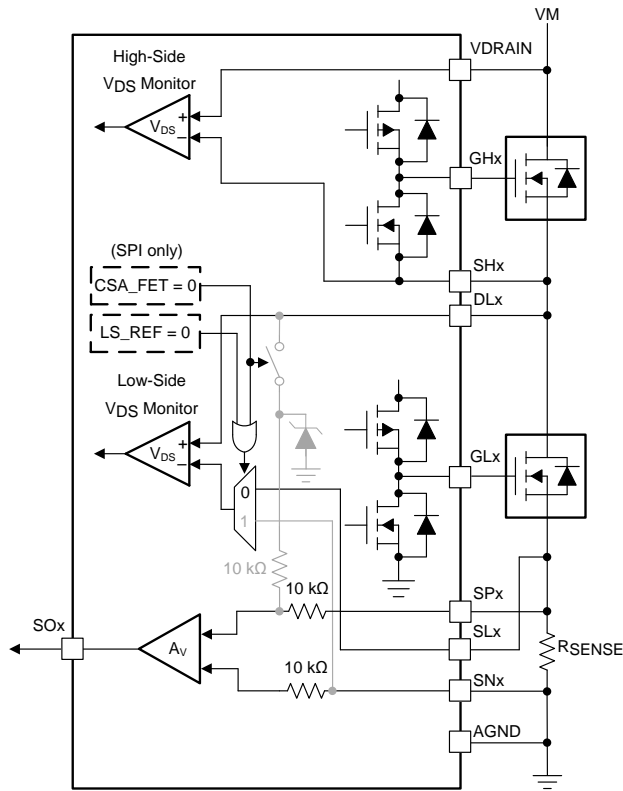 VM
High-Side
VDS Monitor
VDRAIN
+
VDS
−
GHx
(SPI only)
CSA_FET = 0
SHx
DLx
LS_REF = 0
Low-Side
VDS Monitor
+
VDS
−
GLx
0
1
10 kΩ
10 kΩ
SPx
SOx
AV
SLx
RSENSE
10 kΩ
SNx
AGND